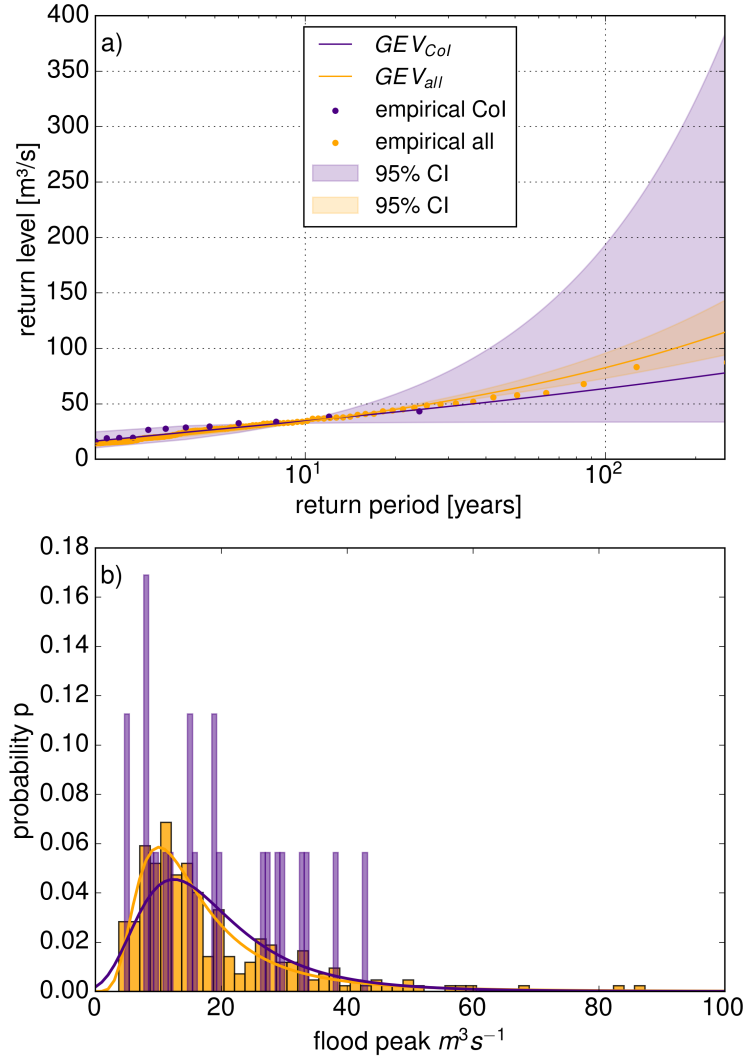 400
350
300
250
200
150
100
50
0
return level [m³/s]
a)
GEV_CoI
GEV_all
empirical CoI
empirical all
95% CI
95% CI
10¹
10²
return period [years]
0.18
0.16
0.14
0.12
0.10
0.08
0.06
0.04
0.02
0.00
probability p
b)
0 20 40 60 80 100
flood peak m³s⁻¹